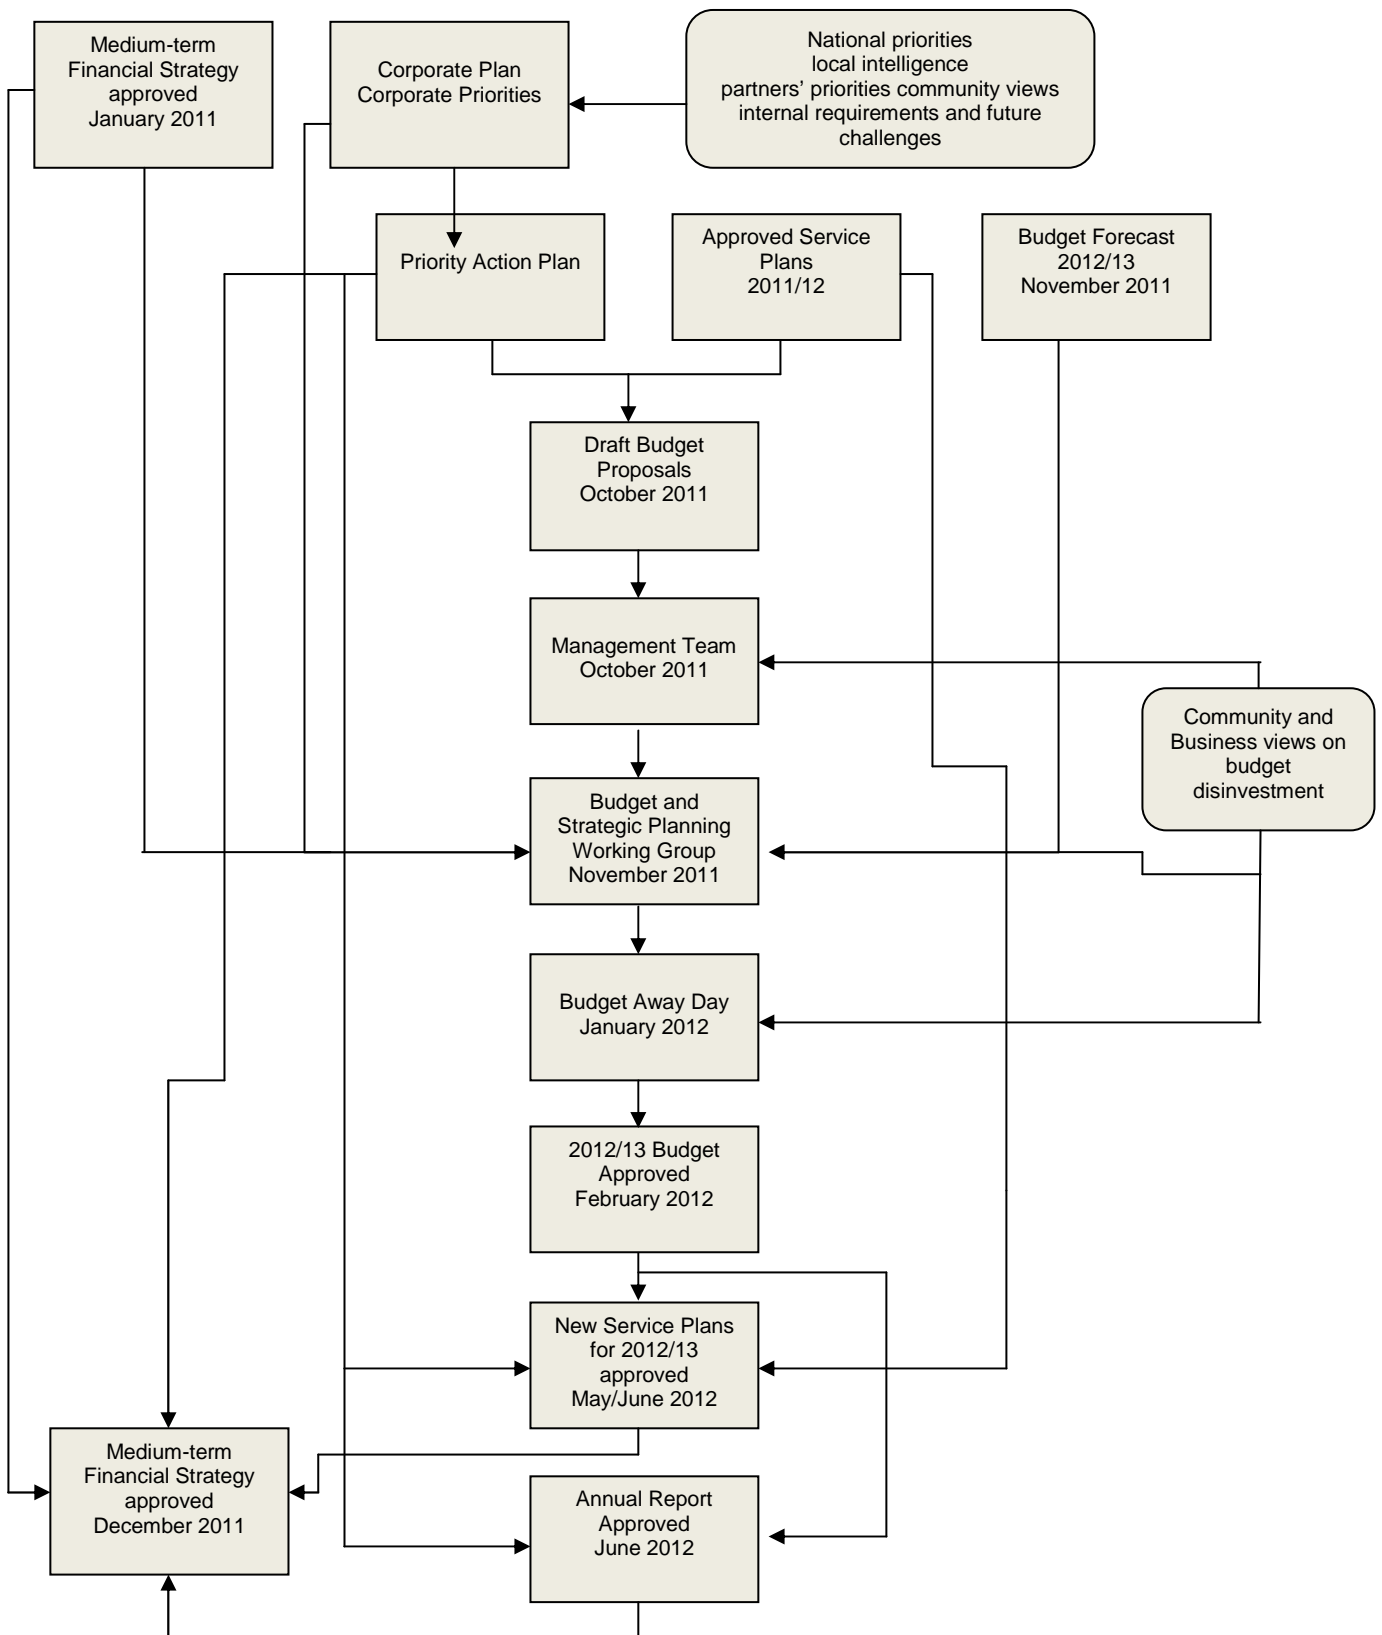 Medium-term
Financial Strategy
approved
January 2011
Corporate Plan
Corporate Priorities
National priorities
local intelligence
partners’ priorities community views
internal requirements and future
challenges
Priority Action Plan
Approved Service
Plans
2011/12
Budget Forecast
2012/13
November 2011
Draft Budget
Proposals
October 2011
Management Team
October 2011
Community and
Business views on
budget
disinvestment
Budget and
Strategic Planning
Working Group
November 2011
Budget Away Day
January 2012
2012/13 Budget
Approved
February 2012
New Service Plans
for 2012/13
approved
May/June 2012
Medium-term
Financial Strategy
approved
December 2011
Annual Report
Approved
June 2012